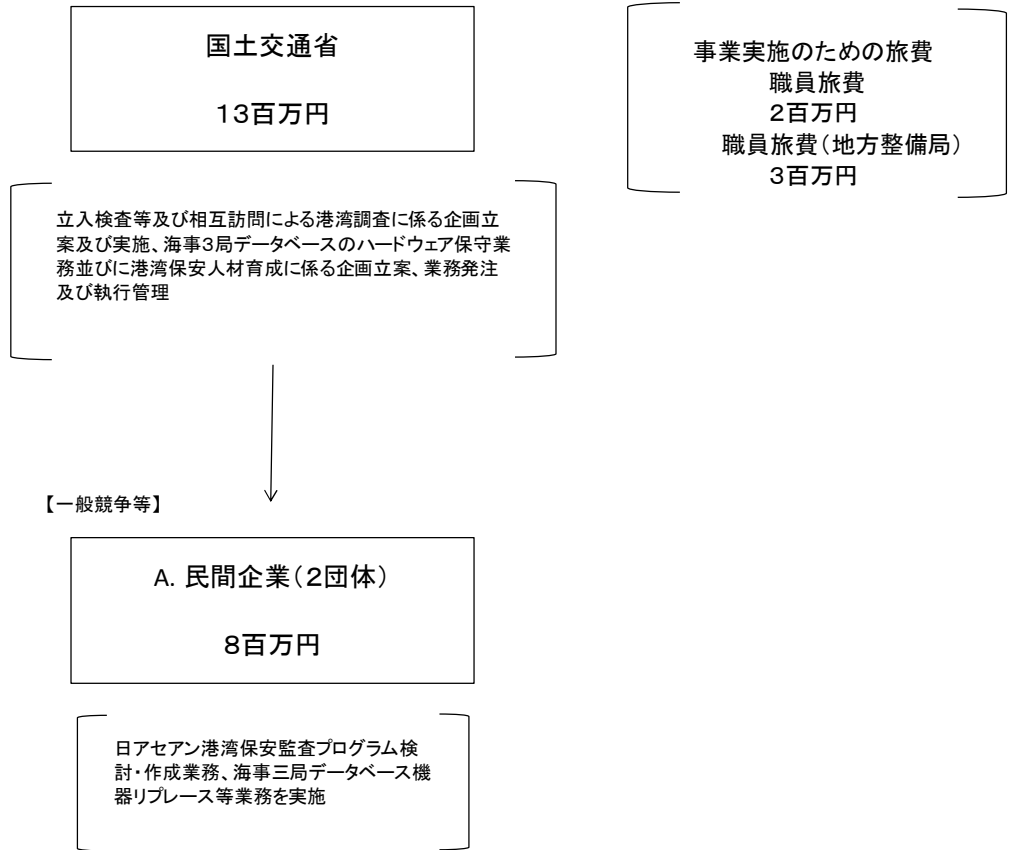 国土交通省
13百万円
事業実施のための旅費
職員旅費
2百万円
職員旅費(地方整備局)
3百万円
立入検査等及び相互訪問による港湾調査に係る企画立
案及び実施、海事3局データベースのハードウェア保守業
務並びに港湾保安人材育成に係る企画立案、業務発注
及び執行管理
【一般競争等】
A. 民間企業(2団体)
8百万円
日アセアン港湾保安監査プログラム検
討・作成業務、海事三局データベース機
器リプレース等業務を実施